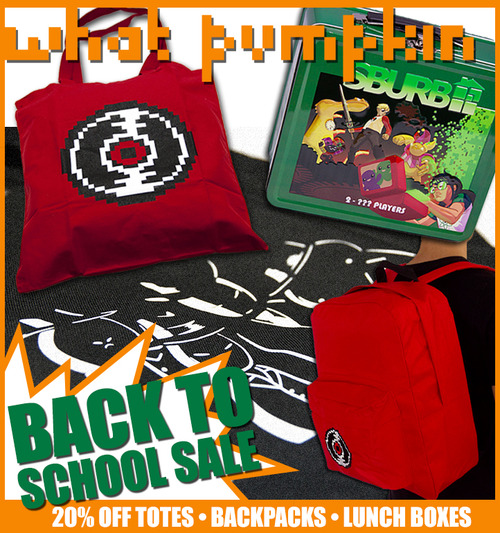 what pumpkin
SBURB
2 - ??? PLAYERS
BACK TO
SCHOOL SALE
20% OFF TOTES • BACKPACKS • LUNCH BOXES